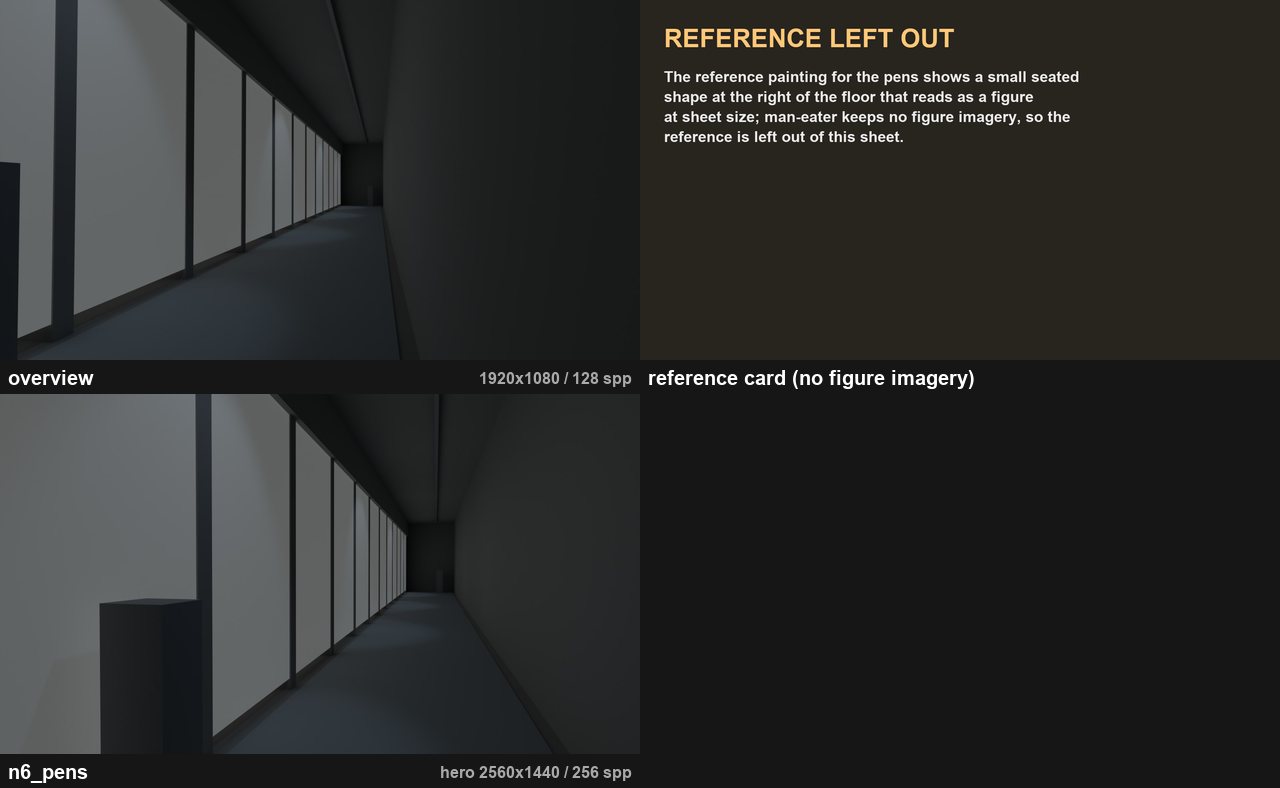 REFERENCE LEFT OUT
The reference painting for the pens shows a small seated
shape at the right of the floor that reads as a figure
at sheet size; man-eater keeps no figure imagery, so the
reference is left out of this sheet.
overview
1920x1080 / 128 spp
reference card (no figure imagery)
n6_pens
hero 2560x1440 / 256 spp